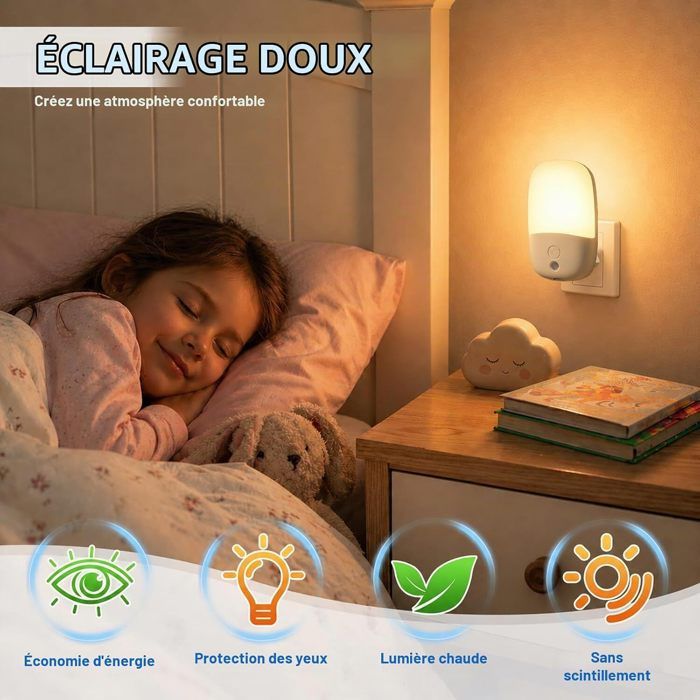 ÉCLAIRAGE DOUX
Créez une atmosphère confortable
Économie d'énergie
Protection des yeux
Lumière chaude
Sans
scintillement